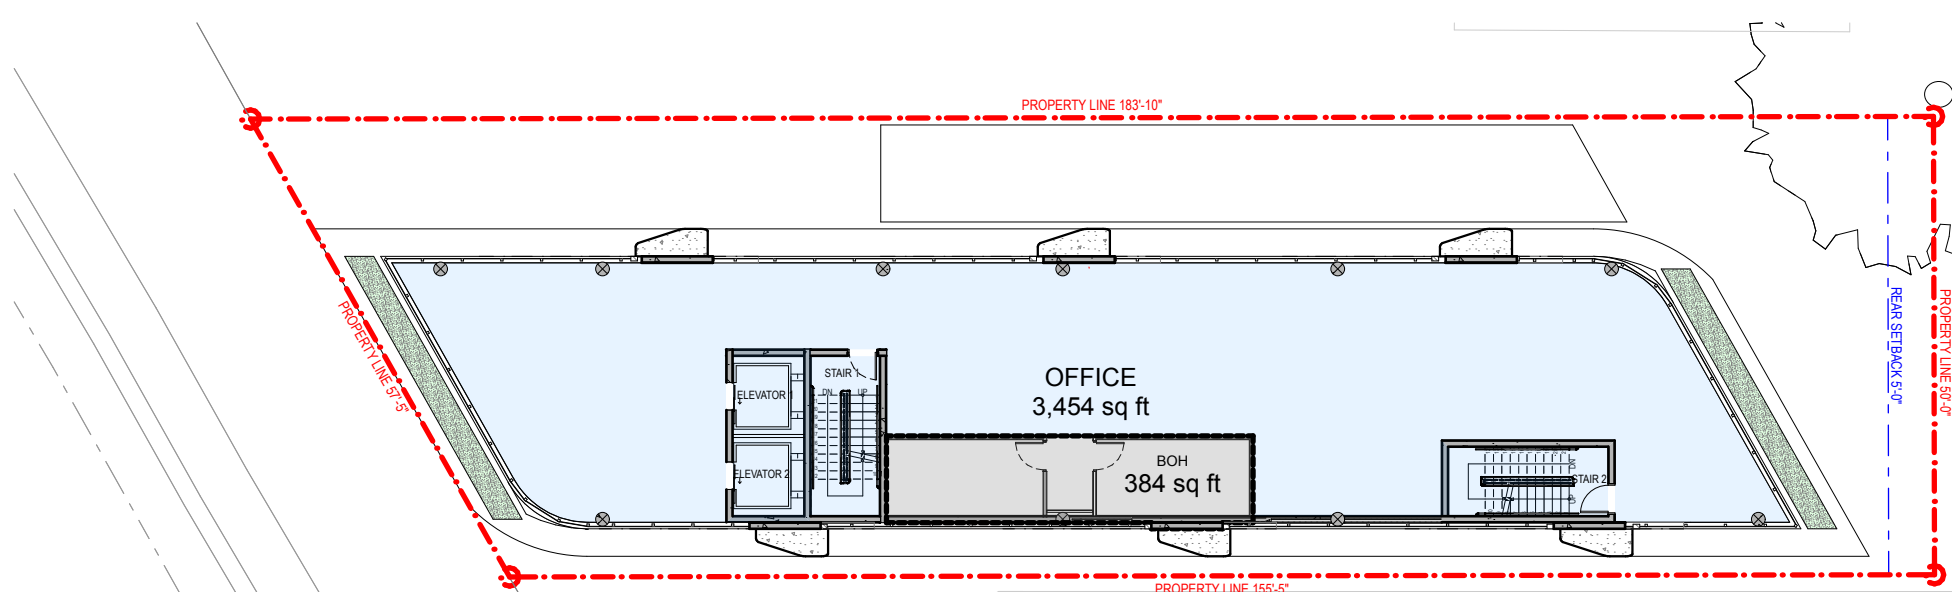 PROPERTY LINE 183'-10"
PROPERTY LINE 57'-5"
REAR SETBACK 5'-0"
PROPERTY LINE 50'-0"
STAIR 1
DN
UP
ELEVATOR 1
ELEVATOR 2
OFFICE
3,454 sq ft
BOH
384 sq ft
DN
STAIR 2
UP
PROPERTY LINE 155'-5"